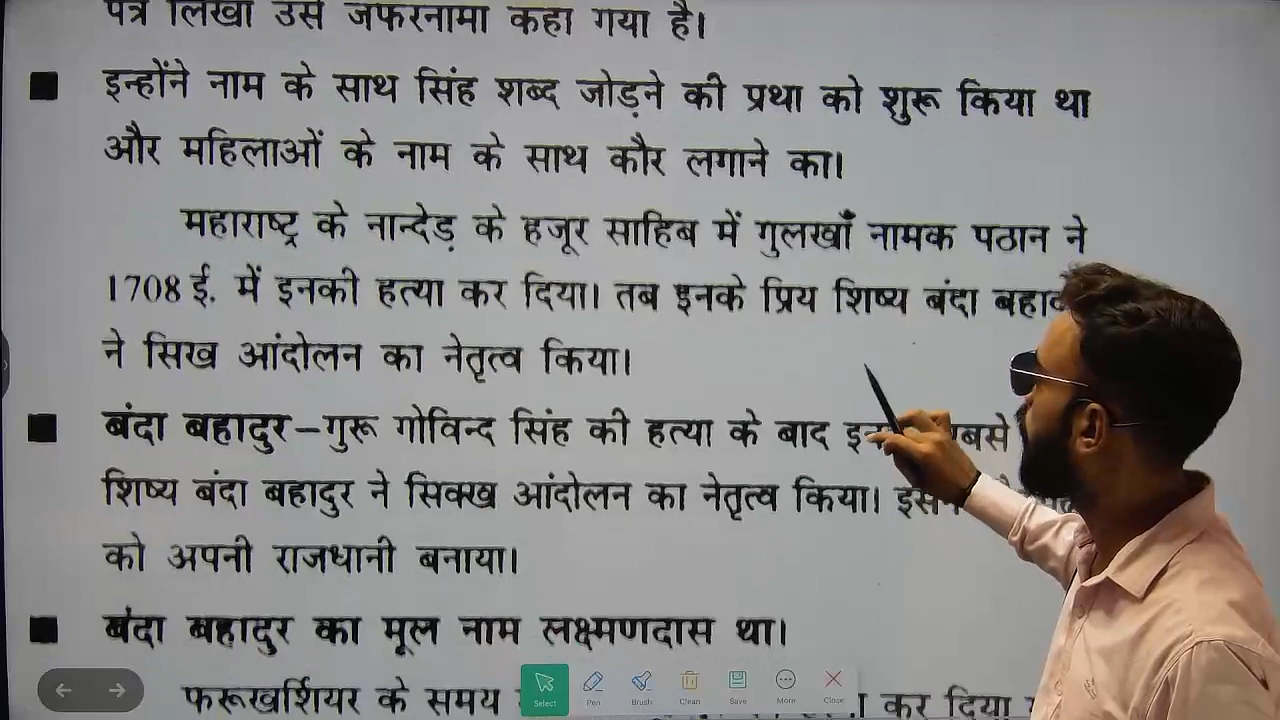 पत्र लिखा उसे जफरनामा कहा गया है।
■ इन्होंने नाम के साथ सिंह शब्द जोड़ने की प्रथा को शुरू किया था
और महिलाओं के नाम के साथ कौर लगाने का।
महाराष्ट्र के नान्देड़ के हजूर साहिब में गुलखाँ नामक पठान ने
1708 ई. में इनकी हत्या कर दिया। तब इनके प्रिय शिष्य बंदा
ने सिख आंदोलन का नेतृत्व किया।
■ बंदा बहादुर–गुरू गोविन्द सिंह की हत्या के बाद
शिष्य बंदा बहादुर ने सिक्ख आंदोलन का नेतृत्व किया।
को अपनी राजधानी बनाया।
■ बंदा बहादुर का मूल नाम लक्ष्मणदास था।
फरूखर्शियर के समय कर दिया
Select Pen Brush Clean Save More Close